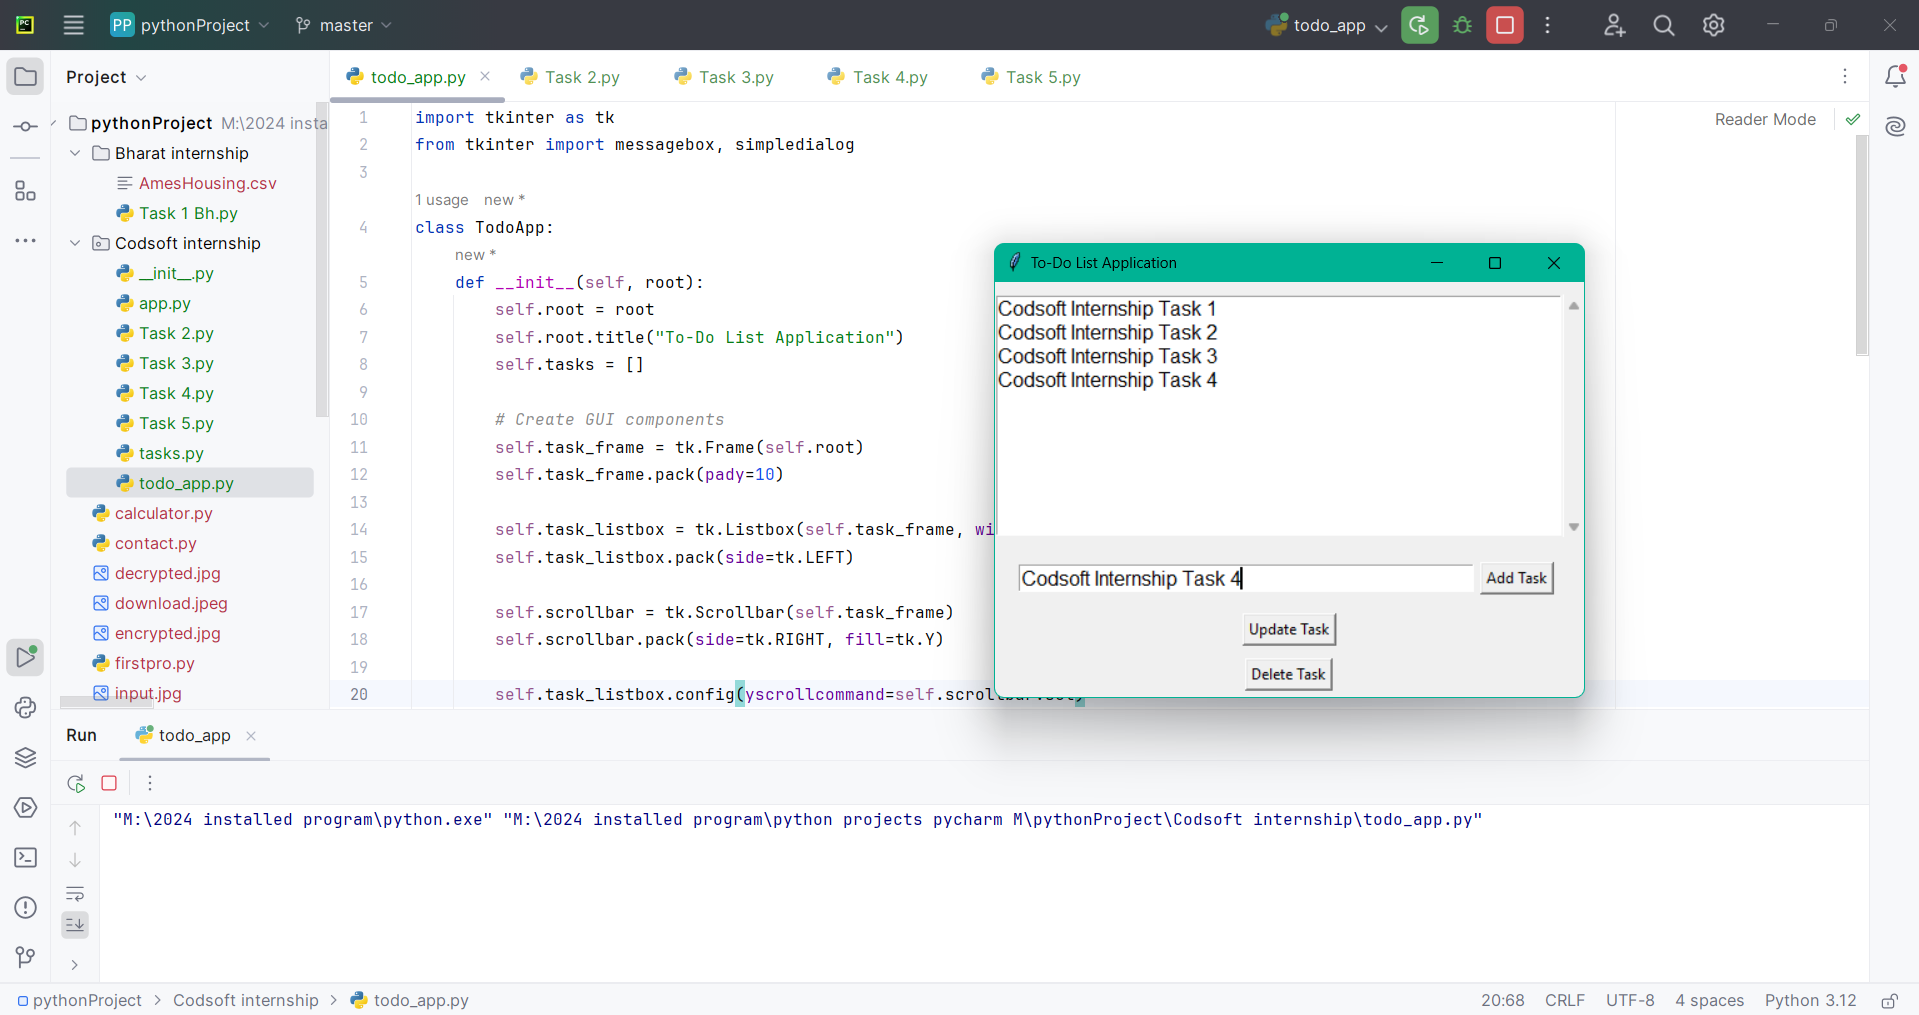 PC
PP pythonProject master todo_app
Project
todo_app.py Task 2.py Task 3.py Task 4.py Task 5.py
pythonProject M:\2024 insta
Bharat internship
AmesHousing.csv
Task 1 Bh.py
Codsoft internship
__init__.py
app.py
Task 2.py
Task 3.py
Task 4.py
Task 5.py
tasks.py
todo_app.py
calculator.py
contact.py
decrypted.jpg
download.jpeg
encrypted.jpg
firstpro.py
input.jpg
Reader Mode
1 import tkinter as tk
2 from tkinter import messagebox, simpledialog
3
1 usage new *
4 class TodoApp:
new *
5 def __init__(self, root):
6 self.root = root
7 self.root.title("To-Do List Application")
8 self.tasks = []
9
10 # Create GUI components
11 self.task_frame = tk.Frame(self.root)
12 self.task_frame.pack(pady=10)
13
14 self.task_listbox = tk.Listbox(self.task_frame, wi
15 self.task_listbox.pack(side=tk.LEFT)
16
17 self.scrollbar = tk.Scrollbar(self.task_frame)
18 self.scrollbar.pack(side=tk.RIGHT, fill=tk.Y)
19
20 self.task_listbox.config(yscrollcommand=self.scrollbar.set)
To-Do List Application
Codsoft Internship Task 1
Codsoft Internship Task 2
Codsoft Internship Task 3
Codsoft Internship Task 4
Codsoft Internship Task 4 Add Task
Update Task
Delete Task
Run todo_app
"M:\2024 installed program\python.exe" "M:\2024 installed program\python projects pycharm M\pythonProject\Codsoft internship\todo_app.py"
pythonProject > Codsoft internship > todo_app.py 20:68 CRLF UTF-8 4 spaces Python 3.12